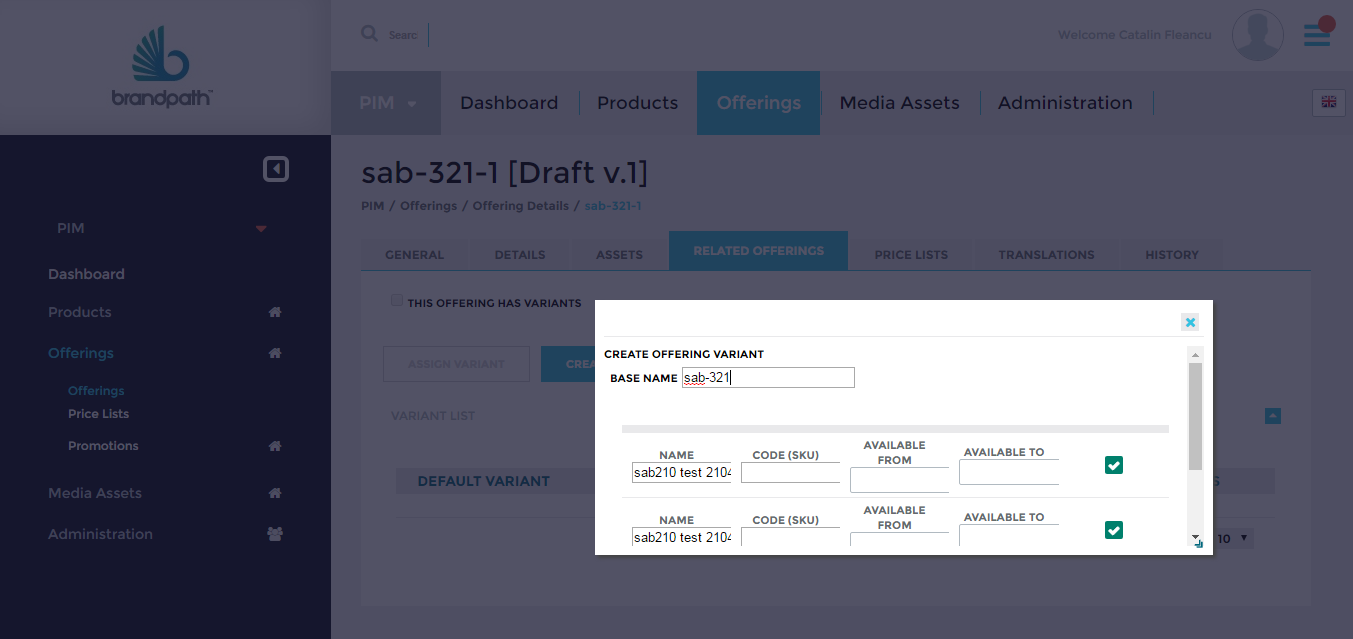 brandpath™
Searc
Welcome Catalin Fleancu
PIM
Dashboard
Products
Offerings
Media Assets
Administration
PIM
Dashboard
Products
Offerings
Offerings
Price Lists
Promotions
Media Assets
Administration
sab-321-1 [Draft v.1]
PIM / Offerings / Offering Details / sab-321-1
GENERAL
DETAILS
ASSETS
RELATED OFFERINGS
PRICE LISTS
TRANSLATIONS
HISTORY
THIS OFFERING HAS VARIANTS
ASSIGN VARIANT
CREA
VARIANT LIST
DEFAULT VARIANT
S
10
CREATE OFFERING VARIANT
BASE NAME sab-321
NAME
CODE (SKU)
AVAILABLE
FROM
AVAILABLE TO
sab210 test 2104
NAME
CODE (SKU)
AVAILABLE
FROM
AVAILABLE TO
sab210 test 2104